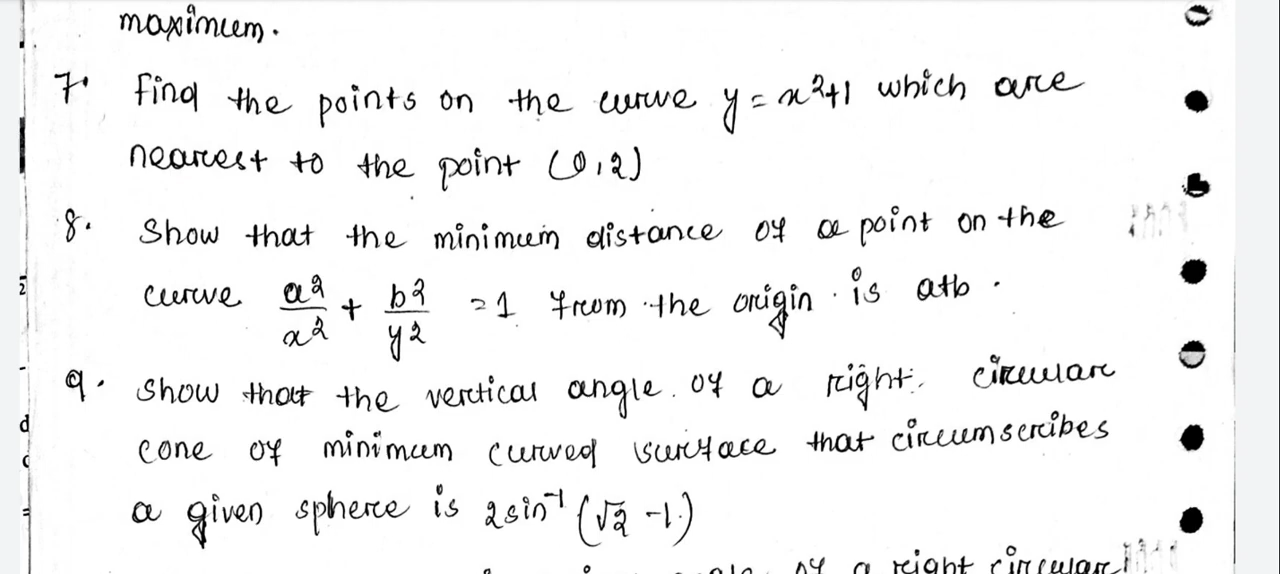 maximum.
7. Find the points on the curve y = x²+1 which are
nearest to the point (0,2)
8. Show that the minimum distance of a point on the
curve a²/x² + b²/y² = 1 from the origin is a+b.
9. Show that the vertical angle of a right circular
cone of minimum curved surface that circumscribes
a given sphere is 2sin⁻¹(√2 -1)
of a right circular